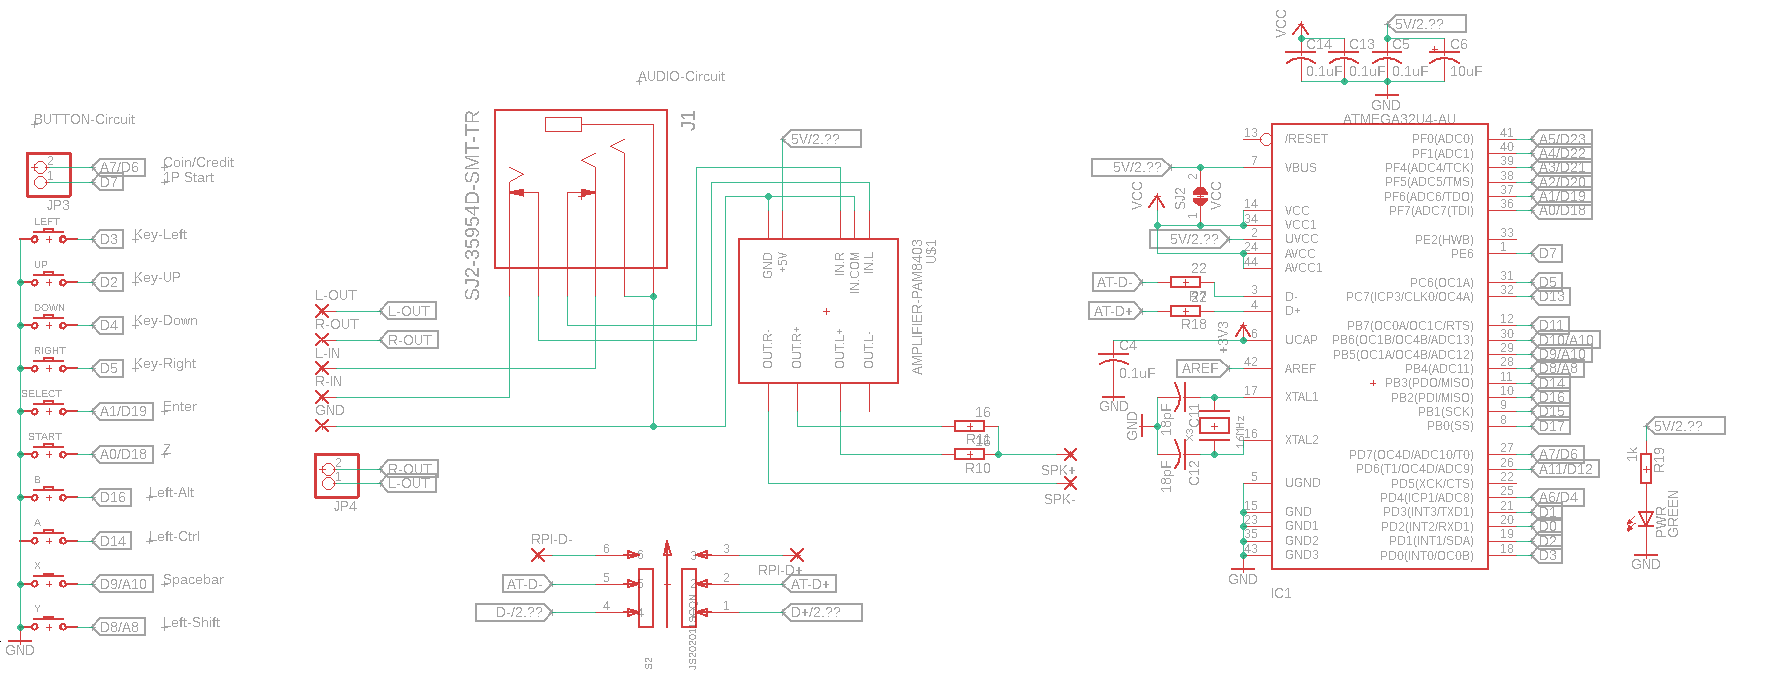 BUTTON-Circuit
2
A7/D6
Coin/Credit
1
D7
1P Start
JP3
LEFT
D3
Key-Left
UP
D2
Key-UP
DOWN
D4
Key-Down
RIGHT
D5
Key-Right
SELECT
A1/D19
Enter
START
A0/D18
Z
B
D16
Left-Alt
A
D14
Left-Ctrl
X
D9/A10
Spacebar
Y
D8/A8
Left-Shift
GND
AUDIO-Circuit
SJ2-35954D-SMT-TR
J1
5V/2.??
L-OUT
L-OUT
R-OUT
R-OUT
L-IN
R-IN
GND
GND
+5V
IN.R
IN.COM
IN.L
OUT.R-
OUT.R+
OUT.L+
OUT.L-
AMPLIFIER-PAM8403
U$1
2
R-OUT
1
L-OUT
JP4
16
16
R10
SPK+
SPK-
RPI-D-
6
6
3
3
RPI-D+
AT-D-
5
5
2
2
AT-D+
D-/2.??
4
4
1
D+/2.??
S2
VCC
5V/2.??
C14
C13
C5
C6
0.1uF
0.1uF
0.1uF
10uF
GND
ATMEGA32U4-AU
13
/RESET
5V/2.??
7
VBUS
VCC
SJ2
2
1
VCC
14
VCC
34
VCC1
5V/2.??
2
UVCC
24
AVCC
44
AVCC1
AT-D-
22
3
D-
AT-D+
22
4
D+
R18
+3V3
6
UCAP
C4
0.1uF
GND
AREF
42
AREF
17
XTAL1
GND
18pF
C11
X3
16MHz
16
XTAL2
18pF
C12
5
UGND
15
GND
23
GND1
35
GND2
43
GND3
GND
IC1
PF0(ADC0)
41
A5/D23
PF1(ADC1)
40
A4/D22
PF4(ADC4/TCK)
39
A3/D21
PF5(ADC5/TMS)
38
A2/D20
PF6(ADC6/TDO)
37
A1/D19
PF7(ADC7(TDI)
36
A0/D18
PE2(HWB)
33
PE6
1
D7
PC6(OC1A)
31
D5
PC7(ICP3/CLK0/OC4A)
32
D13
PB7(OC0A/OC1C/RTS)
12
D11
PB6(OC1B/OC4B/ADC13)
30
D10/A10
PB5(OC1A/OC4B/ADC12)
29
D9/A10
PB4(ADC11)
28
D8/A8
PB3(PDO/MISO)
11
D14
PB2(PDI/MISO)
10
D16
PB1(SCK)
9
D15
PB0(SS)
8
D17
PD7(OC4D/ADC10/T0)
27
A7/D6
PD6(T1/OC4D/ADC9)
26
A11/D12
PD5(XCK/CTS)
22
PD4(ICP1/ADC8)
25
A6/D4
PD3(INT3/TXD1)
21
D1
PD2(INT2/RXD1)
20
D0
PD1(INT1/SDA)
19
D2
PD0(INT0/OC0B)
18
D3
5V/2.??
1k
R19
PWR
GREEN
GND